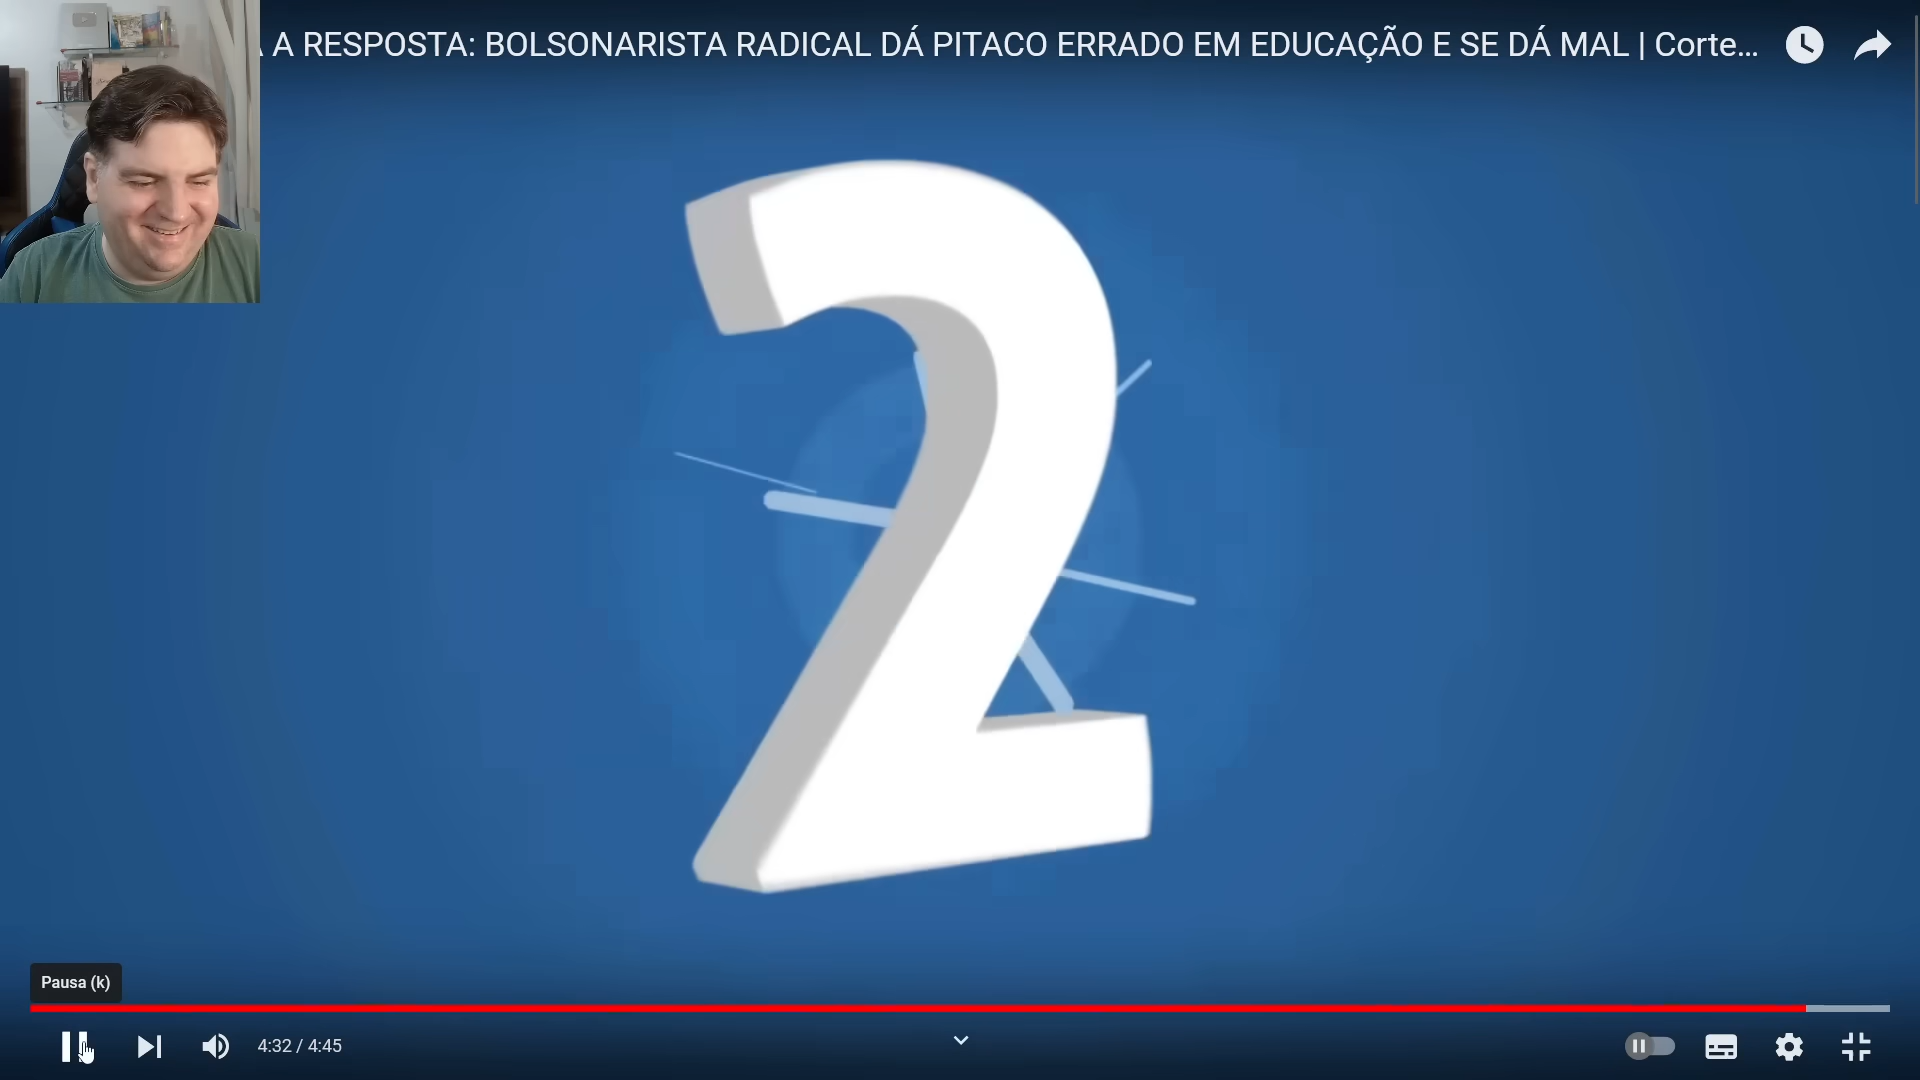 A RESPOSTA: BOLSONARISTA RADICAL DÁ PITACO ERRADO EM EDUCAÇÃO E SE DÁ MAL | Corte...
2
Pausa (k)
4:32 / 4:45